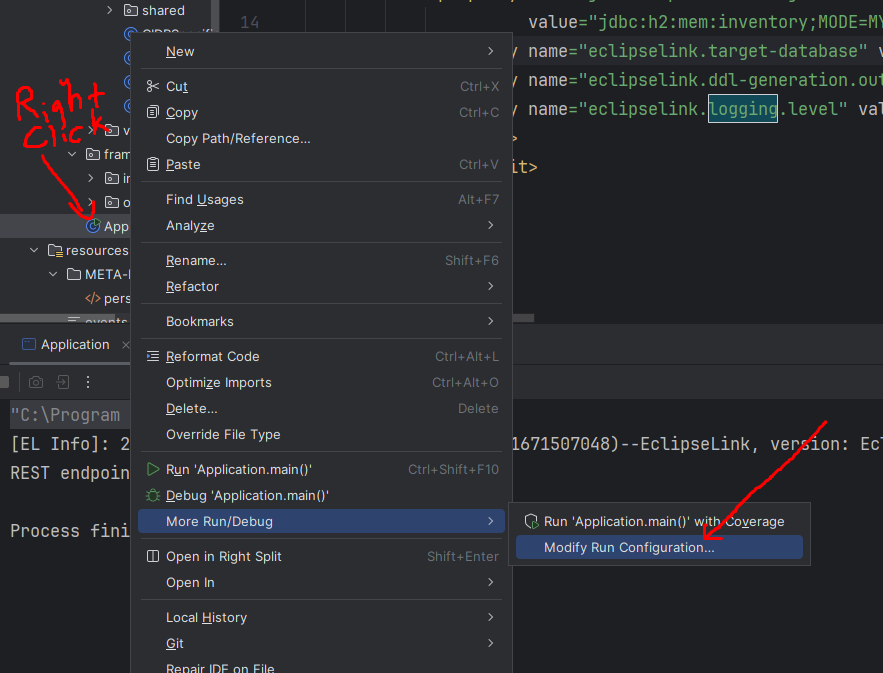 shared
14
value="jdbc:h2:mem:inventory;MODE=MY
New
name="eclipselink.target-database"
Cut Ctrl+X
name="eclipselink.ddl-generation.out
Right
Click
Copy Ctrl+C
name="eclipselink.logging.level" val
Copy Path/Reference...
>
fram
Paste Ctrl+V
it>
Find Usages Alt+F7
App
Analyze
resources
Rename... Shift+F6
META-I
Refactor
pers
Bookmarks
events
Application
Reformat Code Ctrl+Alt+L
Optimize Imports Ctrl+Alt+O
Delete... Delete
"C:\Program
Override File Type
[EL Info]: 2
1671507048)--EclipseLink, version: Ecl
REST endpoin
Run 'Application.main()' Ctrl+Shift+F10
Debug 'Application.main()'
More Run/Debug
Run 'Application.main()' with Coverage
Process fini
Modify Run Configuration...
Open in Right Split Shift+Enter
Open In
Local History
Git
Repair IDE on File